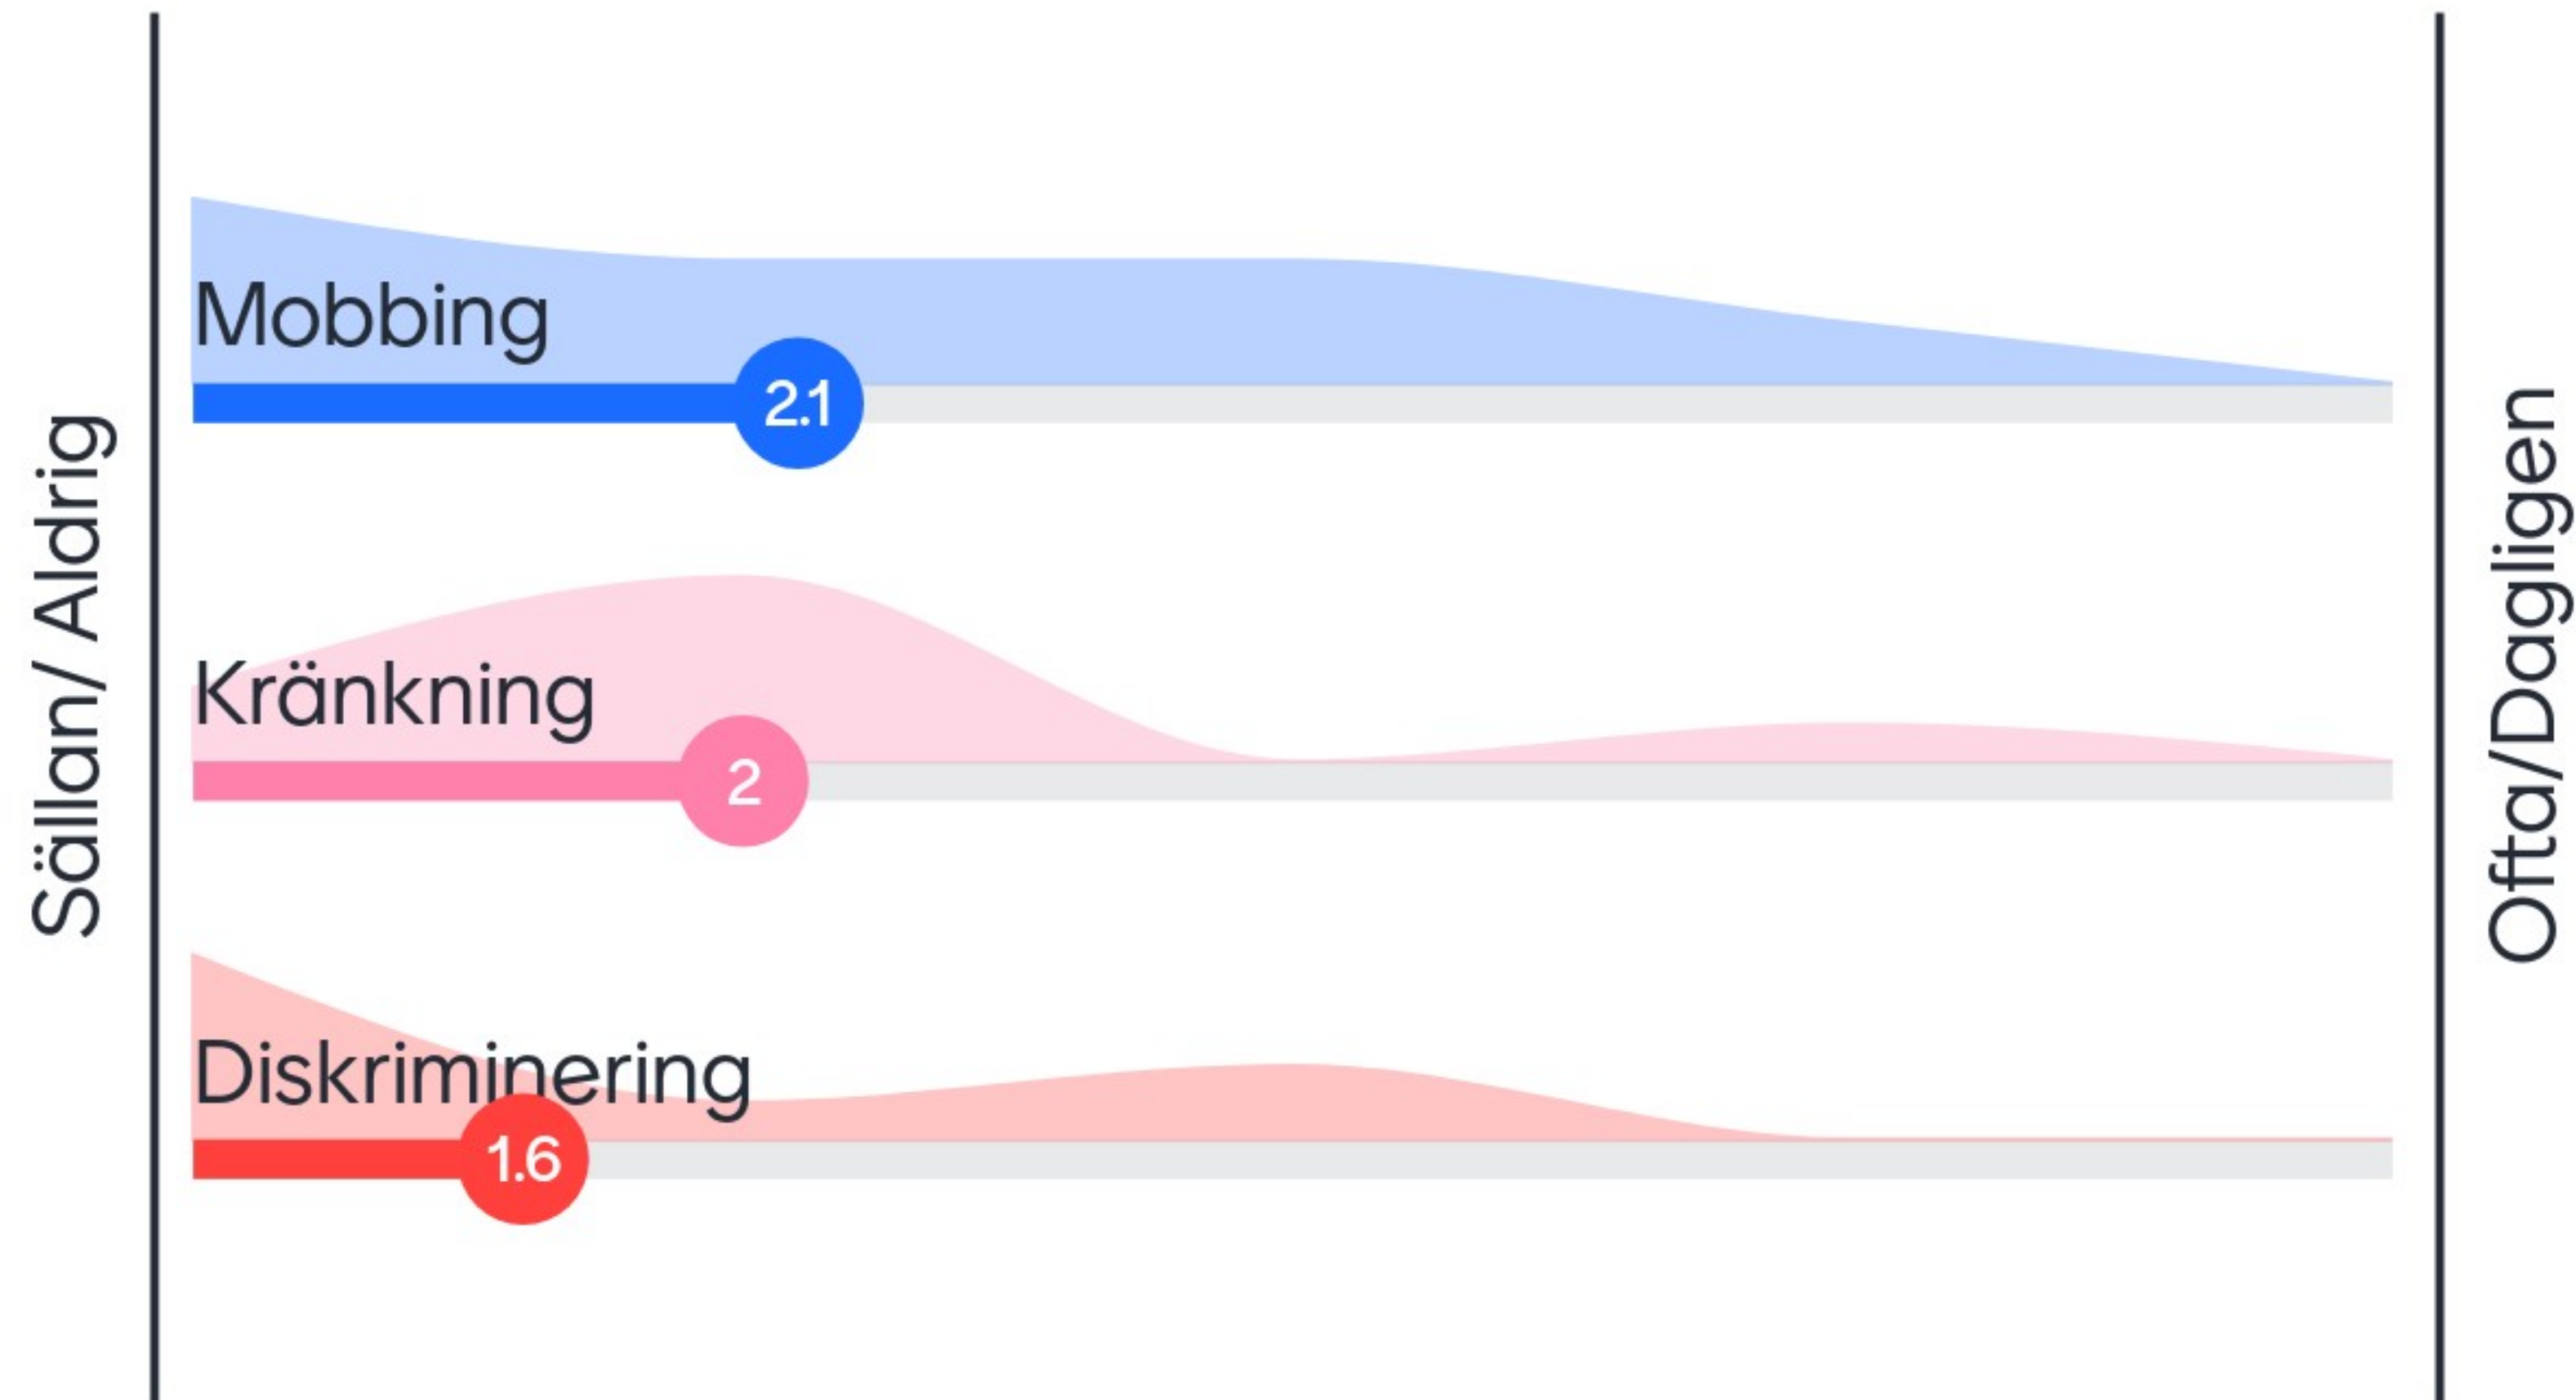 Sällan/ Aldrig
Mobbing
2.1
Kränkning
2
Diskriminering
1.6
Ofta/Dagligen